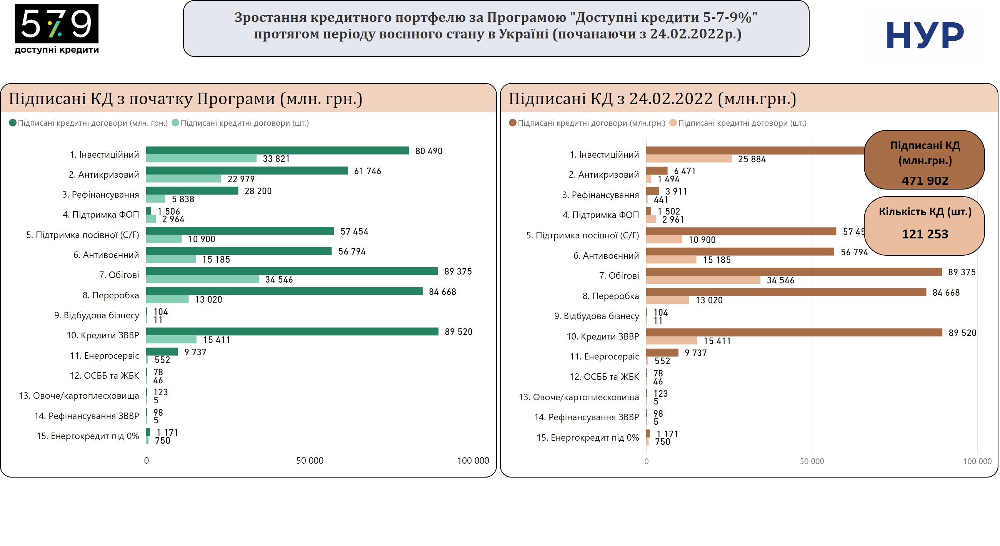 579
доступні кредити
Зростання кредитного портфелю за Програмою "Доступні кредити 5-7-9%"
протягом періоду воєнного стану в Україні (починаючи з 24.02.2022р.)
НУР
Підписані КД з початку Програми (млн. грн.)
Підписані кредитні договори (млн. грн.) Підписані кредитні договори (шт.)
1. Інвестиційний 80 490
33 821
2. Антикризовий 61 746
22 979
3. Рефінансування 28 200
5 838
4. Підтримка ФОП 1 506
2 964
5. Підтримка посівної (С/Г) 57 454
10 900
6. Антивоєнний 56 794
15 185
7. Обігові 89 375
34 546
8. Переробка 84 668
13 020
9. Відбудова бізнесу 104
11
10. Кредити ЗВВР 89 520
15 411
11. Енергосервіс 9 737
552
12. ОСББ та ЖБК 78
46
13. Овоче/картоплесховища 123
5
14. Рефінансування ЗВВР 98
5
15. Енергокредит під 0% 1 171
750
0 50 000 100 000
Підписані КД з 24.02.2022 (млн.грн.)
Підписані кредитні договори (млн.грн.) Підписані кредитні договори (шт.)
Підписані КД
(млн.грн.)
471 902
Кількість КД (шт.)
121 253
1. Інвестиційний
25 884
2. Антикризовий 6 471
1 494
3. Рефінансування 3 911
441
4. Підтримка ФОП 1 502
2 961
5. Підтримка посівної (С/Г) 57 45
10 900
6. Антивоєнний 56 794
15 185
7. Обігові 89 375
34 546
8. Переробка 84 668
13 020
9. Відбудова бізнесу 104
11
10. Кредити ЗВВР 89 520
15 411
11. Енергосервіс 9 737
552
12. ОСББ та ЖБК 78
46
13. Овоче/картоплесховища 123
5
14. Рефінансування ЗВВР 98
5
15. Енергокредит під 0% 1 171
750
0 50 000 100 000